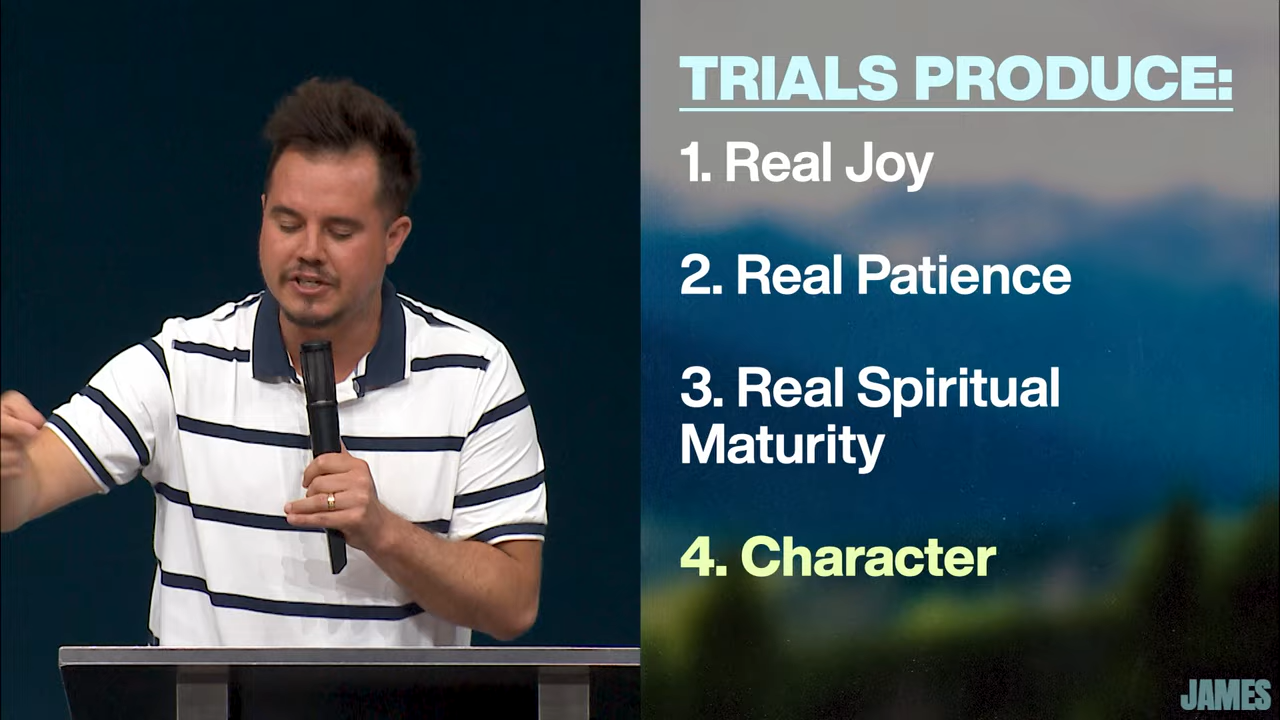 TRIALS PRODUCE:
1. Real Joy
2. Real Patience
3. Real Spiritual
Maturity
4. Character
JAMES